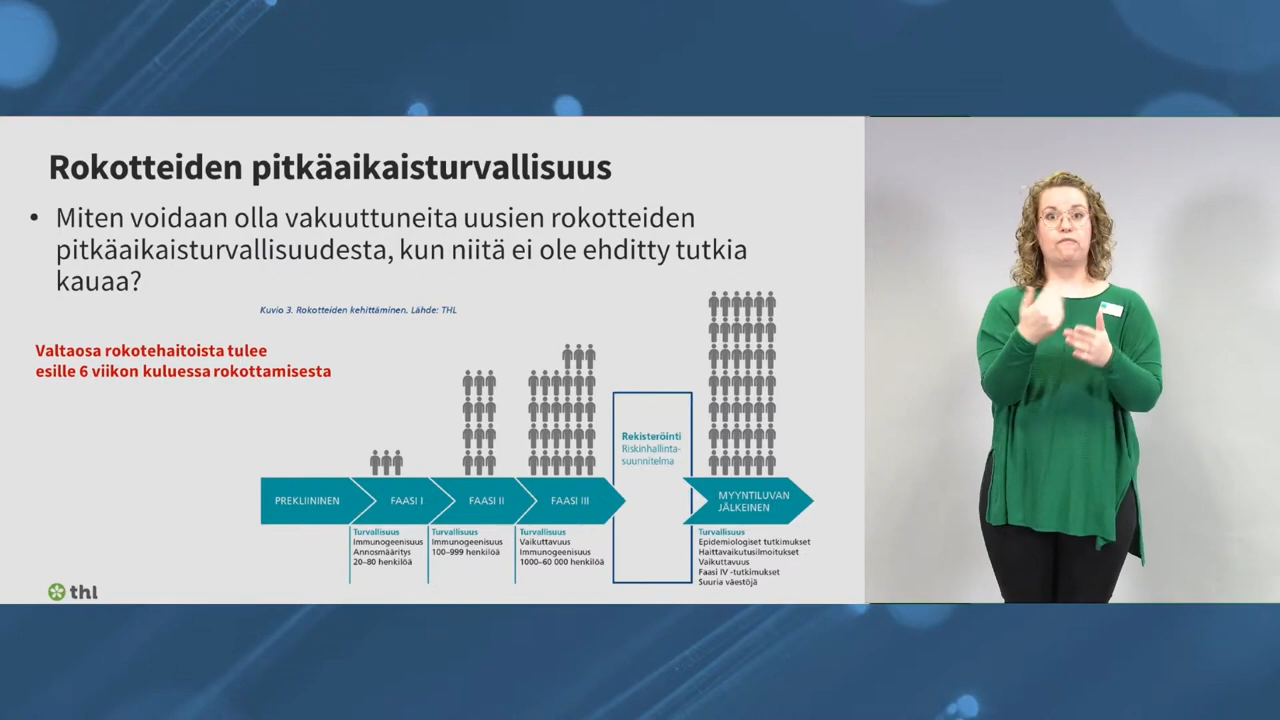 Rokotteiden pitkäaikaisturvallisuus
• Miten voidaan olla vakuuttuneita uusien rokotteiden
pitkäaikaisturvallisuudesta, kun niitä ei ole ehditty tutkia
kauaa?
Kuvio 3. Rokotteiden kehittäminen. Lähde: THL
Valtaosa rokotehaitoista tulee
esille 6 viikon kuluessa rokottamisesta
Rekisteröinti
Riskinhallinta-
suunnitelma
PREKLIININEN
FAASI I
FAASI II
FAASI III
MYYNTILUVAN
JÄLKEINEN
Turvallisuus
Immunogeenisuus
Annosmääritys
20–80 henkilöä
Turvallisuus
Immunogeenisuus
100–999 henkilöä
Turvallisuus
Vaikuttavuus
Immunogeenisuus
1000–60 000 henkilöä
Turvallisuus
Epidemiologiset tutkimukset
Haittavaikutusilmoitukset
Vaikuttavuus
Faasi IV -tutkimukset
Suuria väestöjä
thl